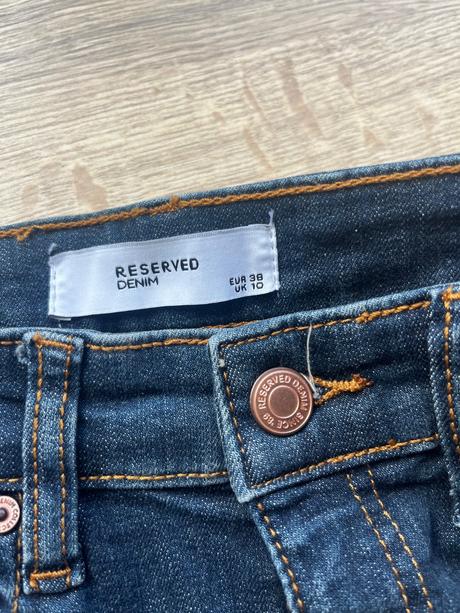 RESERVED
DENIM
EUR 38
UK 10
RESERVED DENIM
SINCE '99